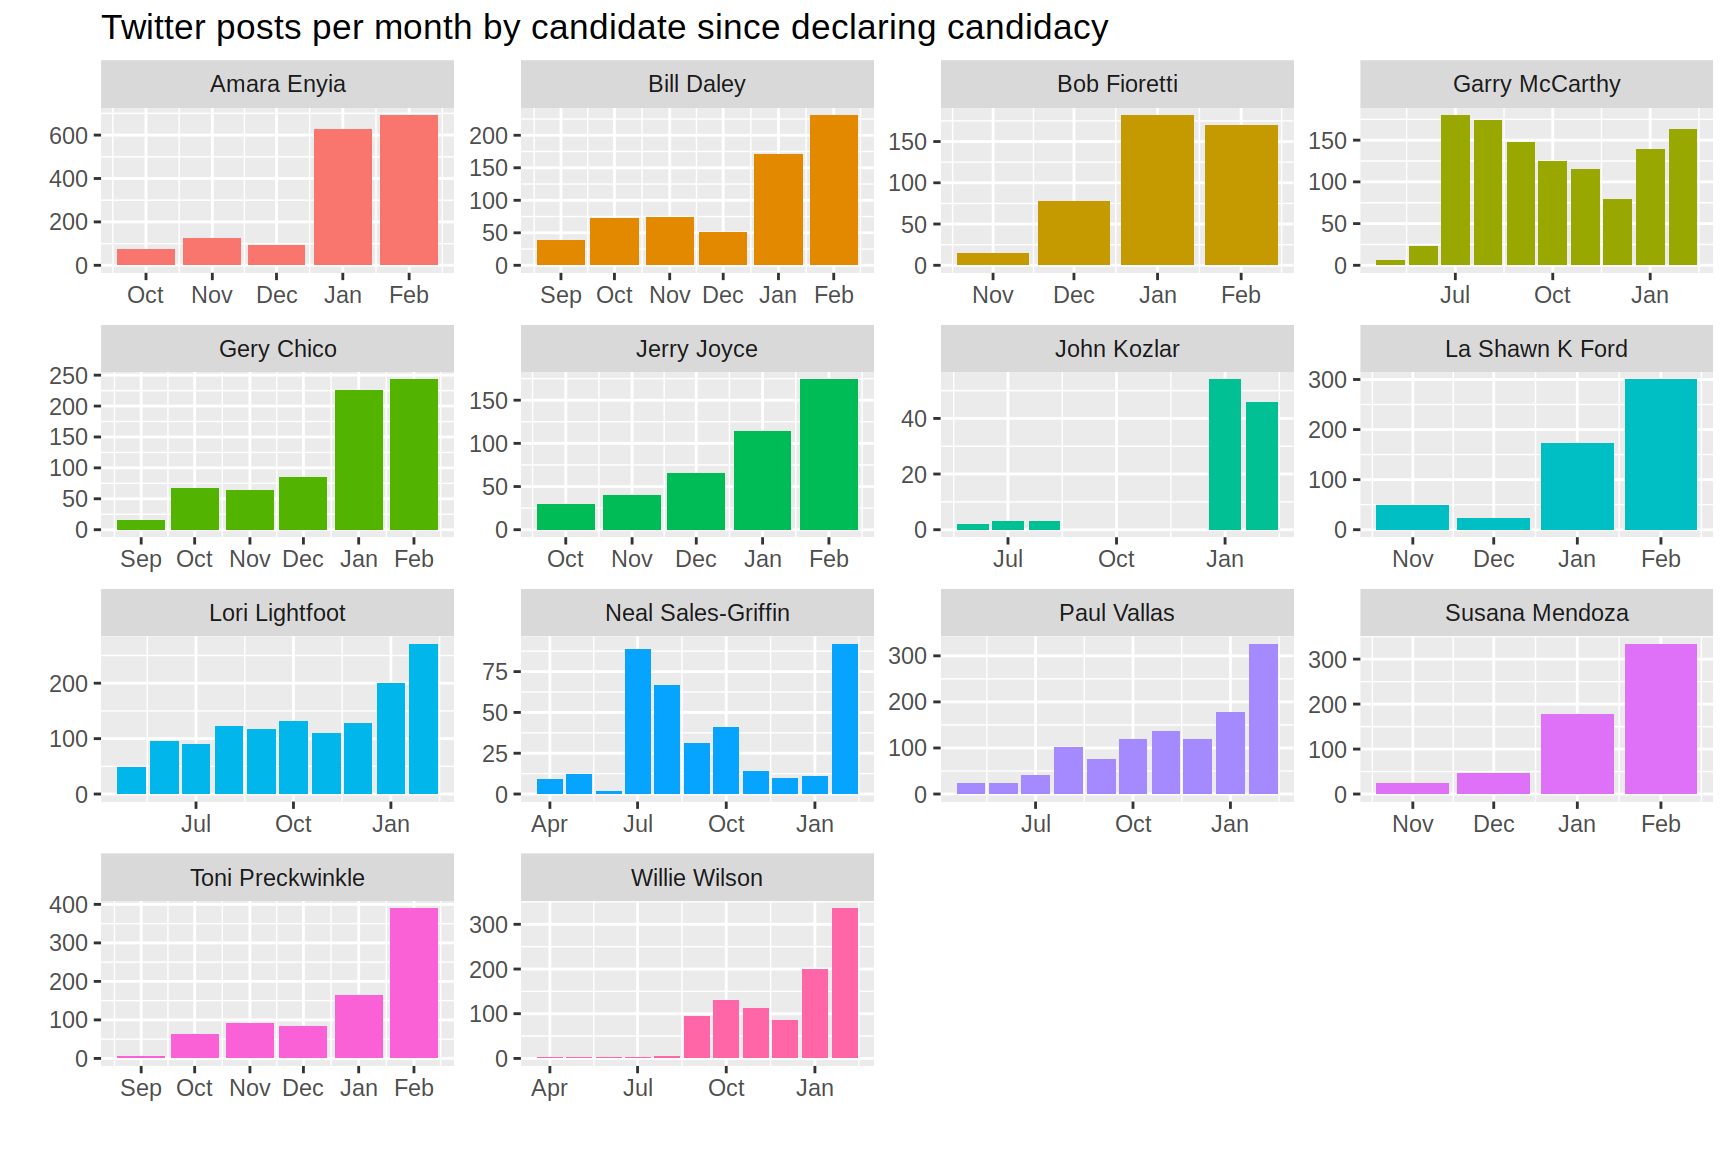 Twitter posts per month by candidate since declaring candidacy
Amara Enyia
600
400
200
0
Oct Nov Dec Jan Feb
Bill Daley
200
150
100
50
0
Sep Oct Nov Dec Jan Feb
Bob Fioretti
150
100
50
0
Nov Dec Jan Feb
Garry McCarthy
150
100
50
0
Jul Oct Jan
Gery Chico
250
200
150
100
50
0
Sep Oct Nov Dec Jan Feb
Jerry Joyce
150
100
50
0
Oct Nov Dec Jan Feb
John Kozlar
40
20
0
Jul Oct Jan
La Shawn K Ford
300
200
100
0
Nov Dec Jan Feb
Lori Lightfoot
200
100
0
Jul Oct Jan
Neal Sales-Griffin
75
50
25
0
Apr Jul Oct Jan
Paul Vallas
300
200
100
0
Jul Oct Jan
Susana Mendoza
300
200
100
0
Nov Dec Jan Feb
Toni Preckwinkle
400
300
200
100
0
Sep Oct Nov Dec Jan Feb
Willie Wilson
300
200
100
0
Apr Jul Oct Jan